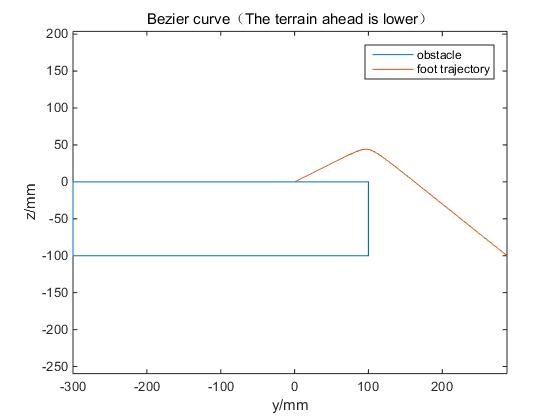 Bezier curve（The terrain ahead is lower）
200
150
100
50
0
-50
-100
-150
-200
-250
z/mm
obstacle
foot trajectory
-300 -200 -100 0 100 200
y/mm